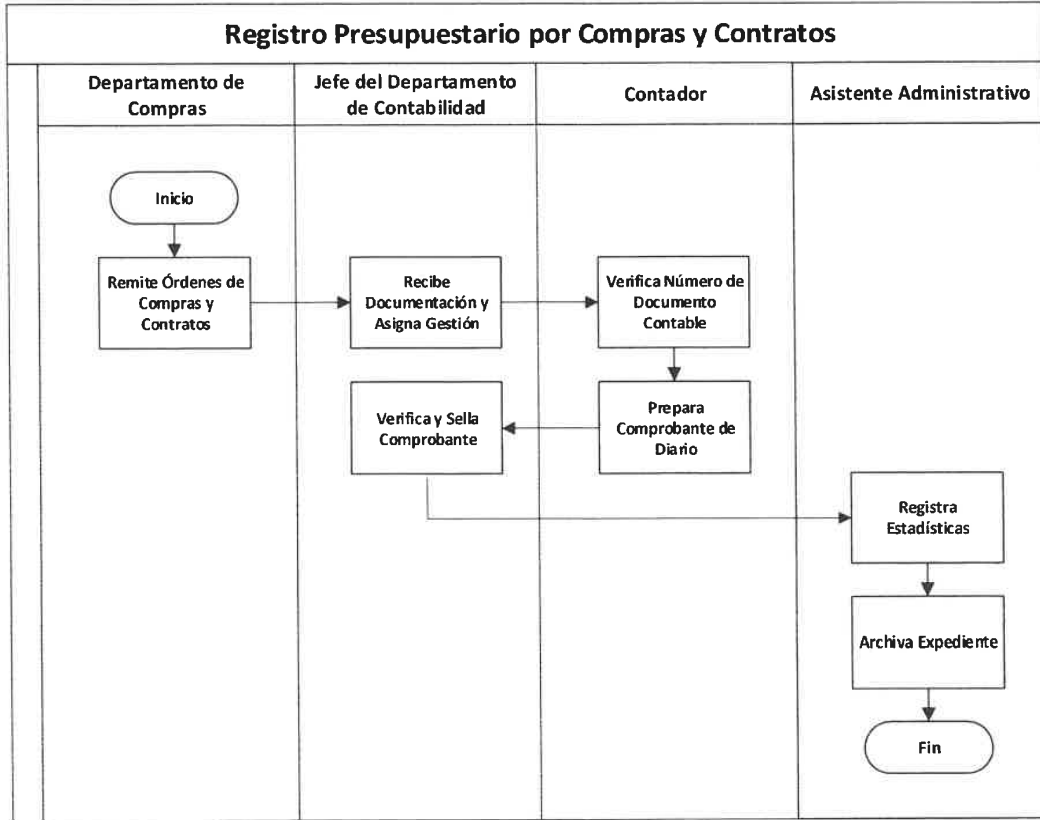 Registro Presupuestario por Compras y Contratos
Departamento de
Compras
Jefe del Departamento
de Contabilidad
Contador
Asistente Administrativo
Inicio
Remite Órdenes de
Compras y
Contratos
Recibe
Documentación y
Asigna Gestión
Verifica Número de
Documento
Contable
Verifica y Sella
Comprobante
Prepara
Comprobante de
Diario
Registra
Estadísticas
Archiva Expediente
Fin